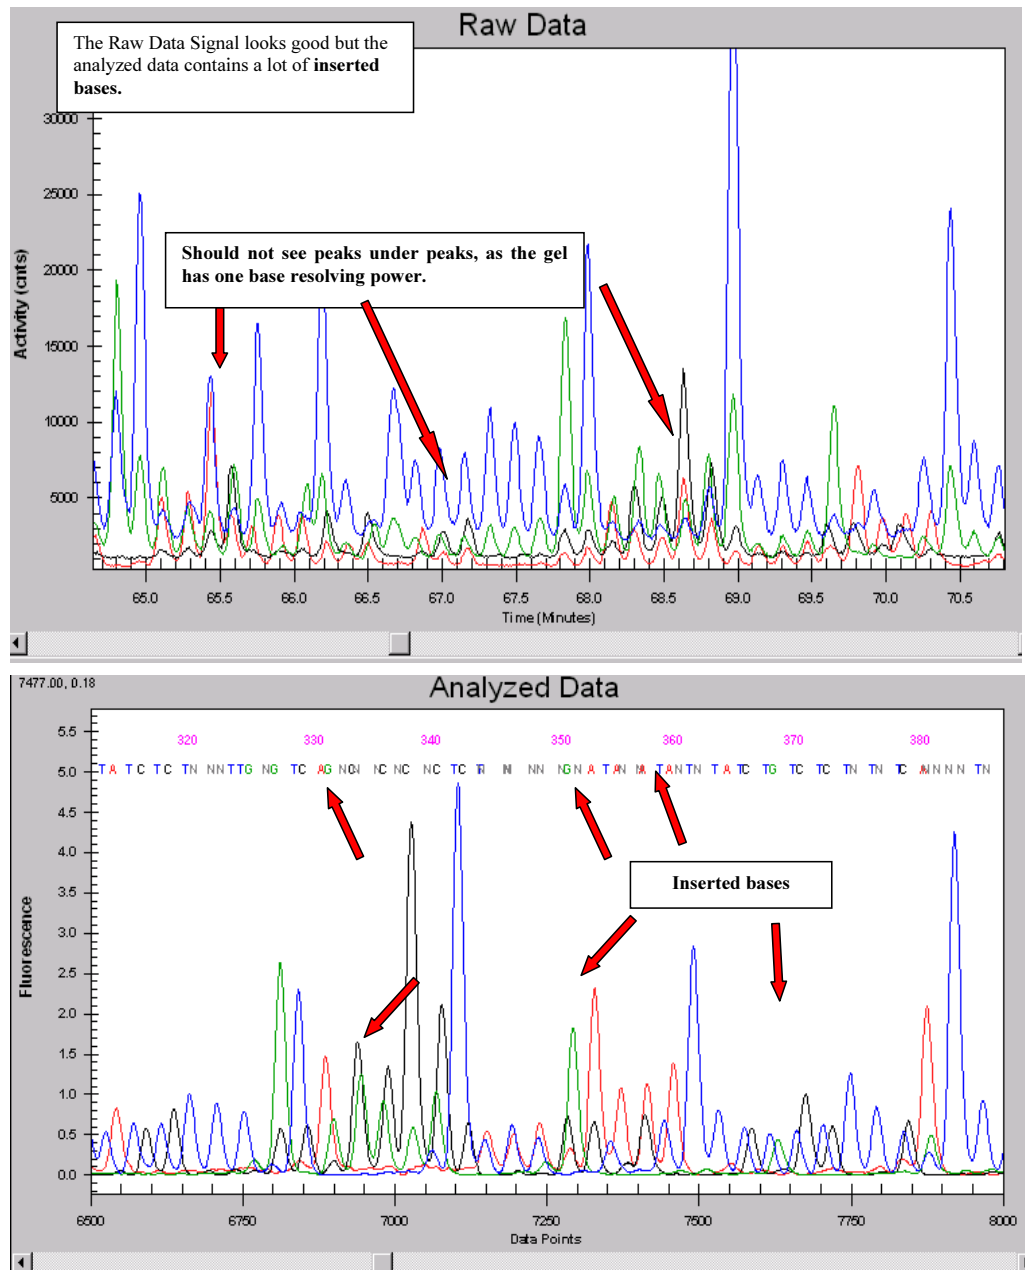 Raw Data
The Raw Data Signal looks good but the
analyzed data contains a lot of inserted
bases.
30000
25000
Should not see peaks under peaks, as the gel
has one base resolving power.
20000
15000
10000
5000
Activity (cnts)
65.0 65.5 66.0 66.5 67.0 67.5 68.0 68.5 69.0 69.5 70.0 70.5
Time (Minutes)
7477.00, 0.18
Analyzed Data
5.5
320 330 340 350 360 370 380
5.0
T A T C T C T N N N T T G N G T C A G N C N C N C N C T C
4.5
4.0
Inserted bases
3.5
3.0
2.5
2.0
1.5
1.0
0.5
0.0
Fluorescence
6500 6750 7000 7250 7500 7750 8000
Data Points